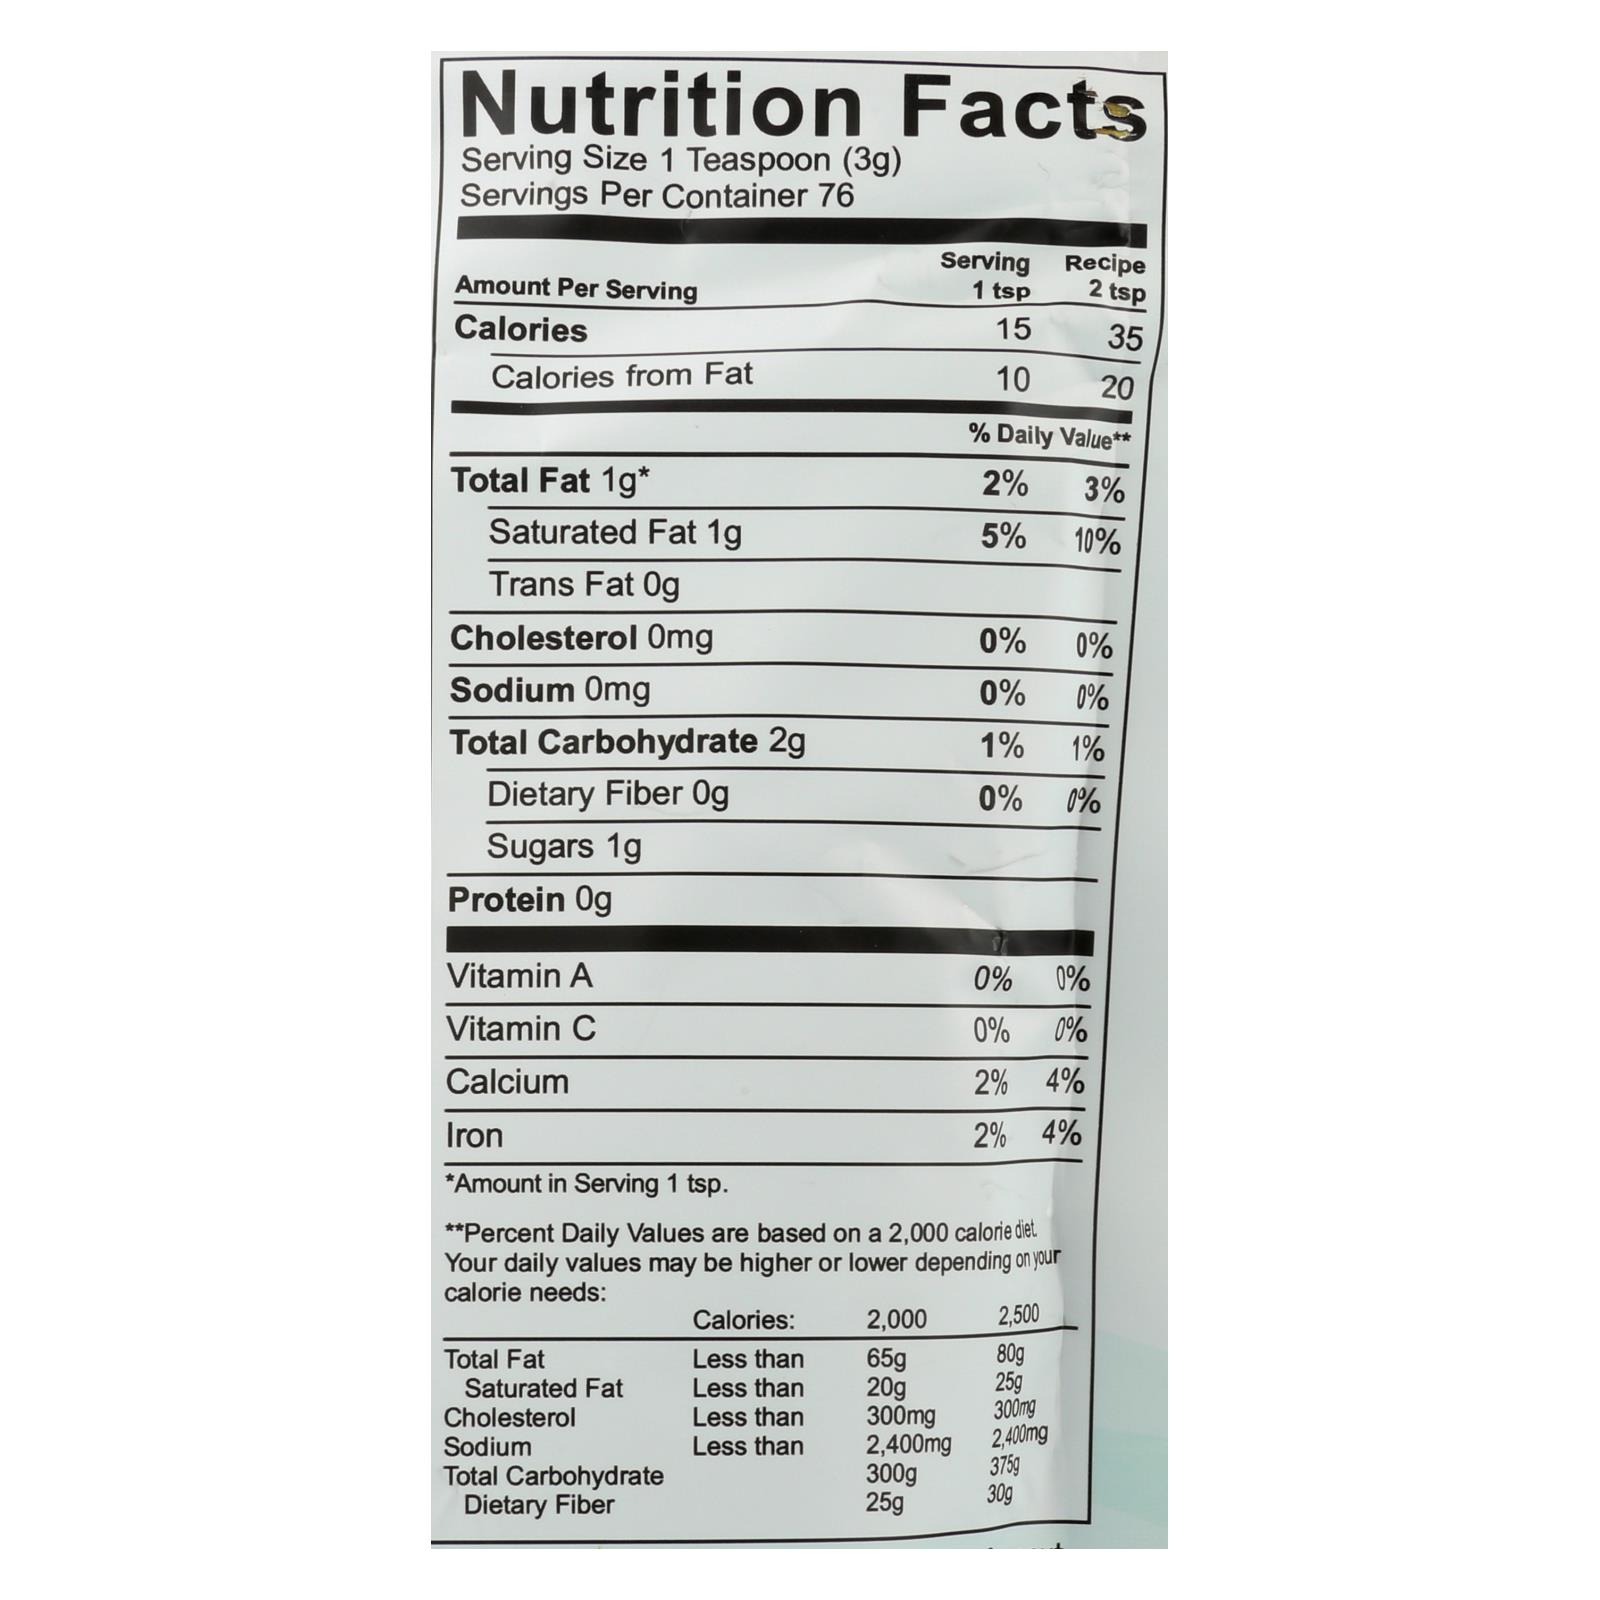 Nutrition Facts
Serving Size 1 Teaspoon (3g)
Servings Per Container 76
Serving Recipe
Amount Per Serving 1 tsp 2 tsp
Calories 15 35
Calories from Fat 10 20
% Daily Value**
Total Fat 1g* 2% 3%
Saturated Fat 1g 5% 10%
Trans Fat 0g
Cholesterol 0mg 0% 0%
Sodium 0mg 0% 0%
Total Carbohydrate 2g 1% 1%
Dietary Fiber 0g 0% 0%
Sugars 1g
Protein 0g
Vitamin A 0% 0%
Vitamin C 0% 0%
Calcium 2% 4%
Iron 2% 4%
*Amount in Serving 1 tsp.
**Percent Daily Values are based on a 2,000 calorie diet.
Your daily values may be higher or lower depending on your
calorie needs:
Calories: 2,000 2,500
Total Fat Less than 65g 80g
Saturated Fat Less than 20g 25g
Cholesterol Less than 300mg 300mg
Sodium Less than 2,400mg 2,400mg
Total Carbohydrate 300g 375g
Dietary Fiber 25g 30g